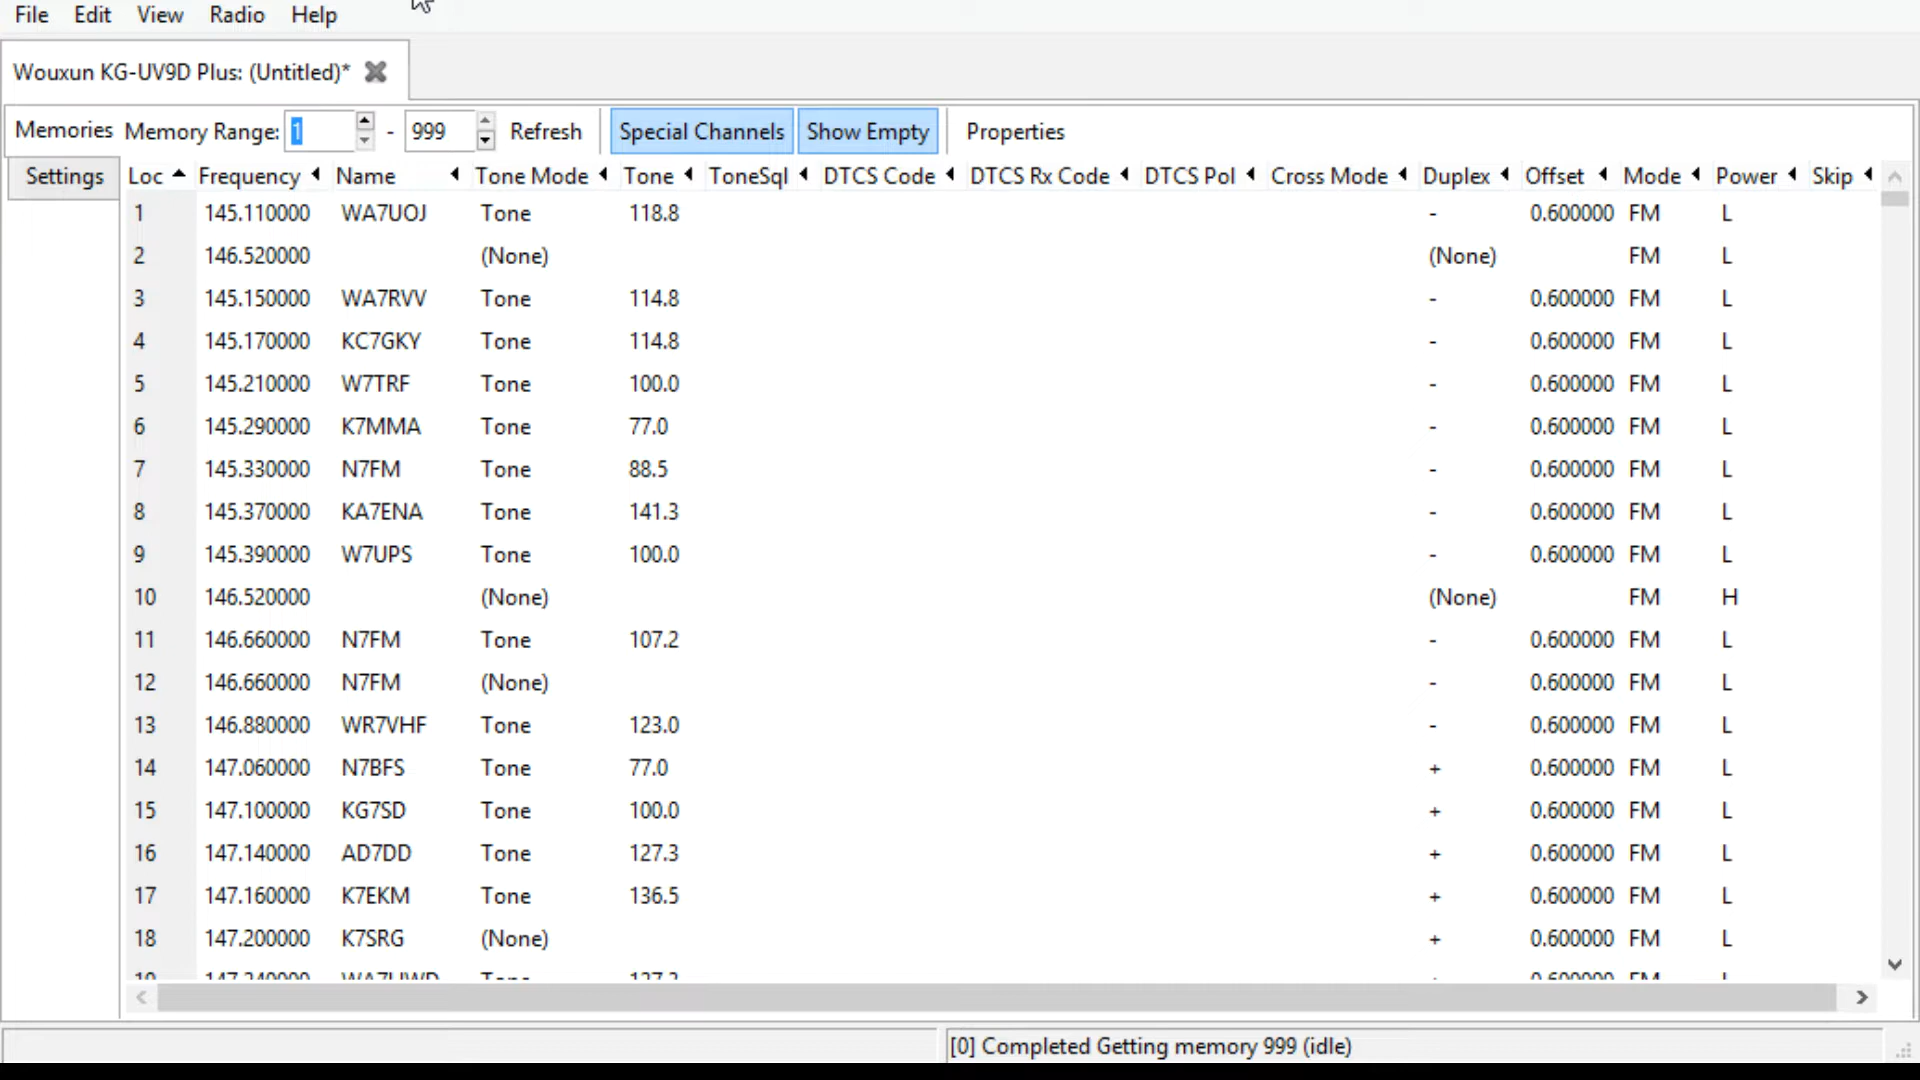 File Edit View Radio Help
Wouxun KG-UV9D Plus: (Untitled)*
Memories Memory Range: 1 - 999 Refresh Special Channels Show Empty Properties
Settings Loc Frequency Name Tone Mode Tone ToneSql DTCS Code DTCS Rx Code DTCS Pol Cross Mode Duplex Offset Mode Power Skip
1 145.110000 WA7UOJ Tone 118.8 - 0.600000 FM L
2 146.520000 (None) (None) FM L
3 145.150000 WA7RVV Tone 114.8 - 0.600000 FM L
4 145.170000 KC7GKY Tone 114.8 - 0.600000 FM L
5 145.210000 W7TRF Tone 100.0 - 0.600000 FM L
6 145.290000 K7MMA Tone 77.0 - 0.600000 FM L
7 145.330000 N7FM Tone 88.5 - 0.600000 FM L
8 145.370000 KA7ENA Tone 141.3 - 0.600000 FM L
9 145.390000 W7UPS Tone 100.0 - 0.600000 FM L
10 146.520000 (None) (None) FM H
11 146.660000 N7FM Tone 107.2 - 0.600000 FM L
12 146.660000 N7FM (None) - 0.600000 FM L
13 146.880000 WR7VHF Tone 123.0 - 0.600000 FM L
14 147.060000 N7BFS Tone 77.0 + 0.600000 FM L
15 147.100000 KG7SD Tone 100.0 + 0.600000 FM L
16 147.140000 AD7DD Tone 127.3 + 0.600000 FM L
17 147.160000 K7EKM Tone 136.5 + 0.600000 FM L
18 147.200000 K7SRG (None) + 0.600000 FM L
19 147.240000 Tone 127.3 0.600000 FM L
[0] Completed Getting memory 999 (idle)